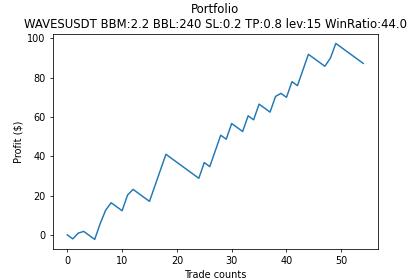 Portfolio
WAVESUSDT BBM:2.2 BBL:240 SL:0.2 TP:0.8 lev:15 WinRatio:44.0
100
80
60
40
20
0
Profit ($)
0 10 20 30 40 50
Trade counts